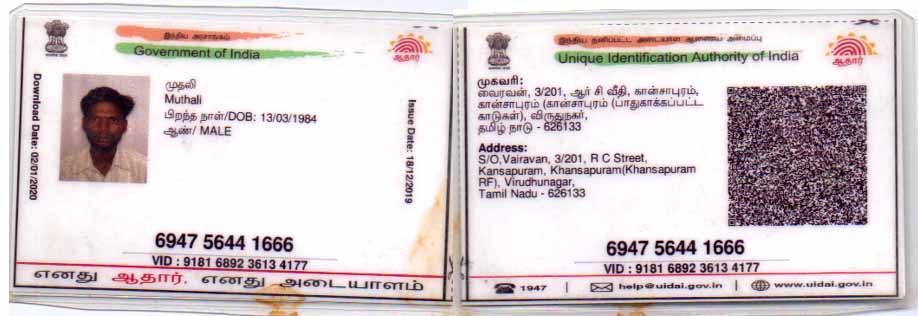 இந்திய அரசாங்கம்
Government of India
ஆதார்
Download Date: 02/01/2020
முதலி
Muthali
பிறந்த நாள்/DOB: 13/03/1984
ஆண்/ MALE
Issue Date: 18/12/2019
6947 5644 1666
VID : 9181 6892 3613 4177
எனது ஆதார், எனது அடையாளம்
இந்திய தனிப்பட்ட அடையாள ஆணைய அமைப்பு
Unique Identification Authority of India
ஆதார்
முகவரி:
வைரவன், 3/201, ஆர் சி வீதி, கான்சாபுரம்,
கான்சாபுரம் (கான்சாபுரம் (பாதுகாக்கப்பட்ட
காடுகள்), விருதுநகர்,
தமிழ் நாடு - 626133
Address:
S/O,Vairavan, 3/201, R C Street,
Kansapuram, Khansapuram(Khansapuram
RF), Virudhunagar,
Tamil Nadu - 626133
6947 5644 1666
VID : 9181 6892 3613 4177
1947 | help@uidai.gov.in | www.uidai.gov.in